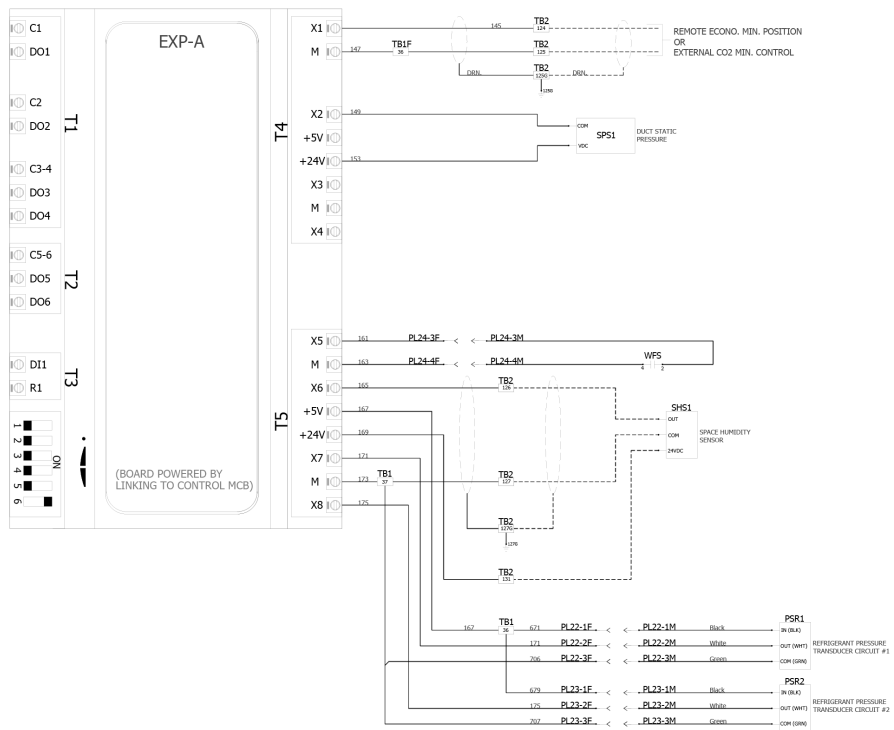 EXP-A
(BOARD POWERED BY
LINKING TO CONTROL MCB)
C1
DO1
C2
DO2
C3-4
DO3
DO4
T1
C5-6
DO5
DO6
T2
DI1
R1
T3
1
2
3
4
5
6
ON
T4
X1
M
X2
+5V
+24V
X3
M
X4
T5
X5
M
X6
+5V
+24V
X7
M
X8
145
TB2
124
147
TB1F
36
TB2
125
REMOTE ECONO. MIN. POSITION
OR
EXTERNAL CO2 MIN. CONTROL
DRN.
TB2
125G
DRN.
125G
149
153
COM
VDC
SPS1
DUCT STATIC
PRESSURE
161
PL24-3F
PL24-3M
163
PL24-4F
PL24-4M
WFS
4
2
165
TB2
126
167
169
171
173
TB1
37
TB2
127
175
SHS1
OUT
COM
24VDC
SPACE HUMIDITY
SENSOR
TB2
127G
127G
TB2
131
167
TB1
36
671
PL22-1F
PL22-1M
Black
171
PL22-2F
PL22-2M
White
706
PL22-3F
PL22-3M
Green
PSR1
IN (BLK)
OUT (WHT)
COM (GRN)
REFRIGERANT PRESSURE
TRANSDUCER CIRCUIT #1
679
PL23-1F
PL23-1M
Black
175
PL23-2F
PL23-2M
White
707
PL23-3F
PL23-3M
Green
PSR2
IN (BLK)
OUT (WHT)
COM (GRN)
REFRIGERANT PRESSURE
TRANSDUCER CIRCUIT #2